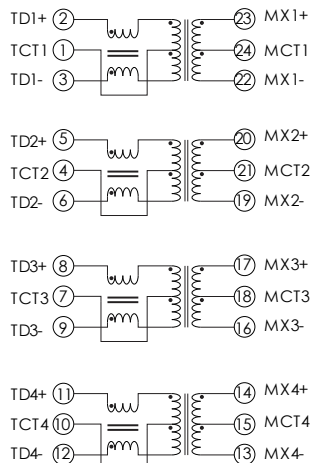 TD1+ 2 23 MX1+
TCT1 1 24 MCT1
TD1- 3 22 MX1-
TD2+ 5 20 MX2+
TCT2 4 21 MCT2
TD2- 6 19 MX2-
TD3+ 8 17 MX3+
TCT3 7 18 MCT3
TD3- 9 16 MX3-
TD4+ 11 14 MX4+
TCT4 10 15 MCT4
TD4- 12 13 MX4-